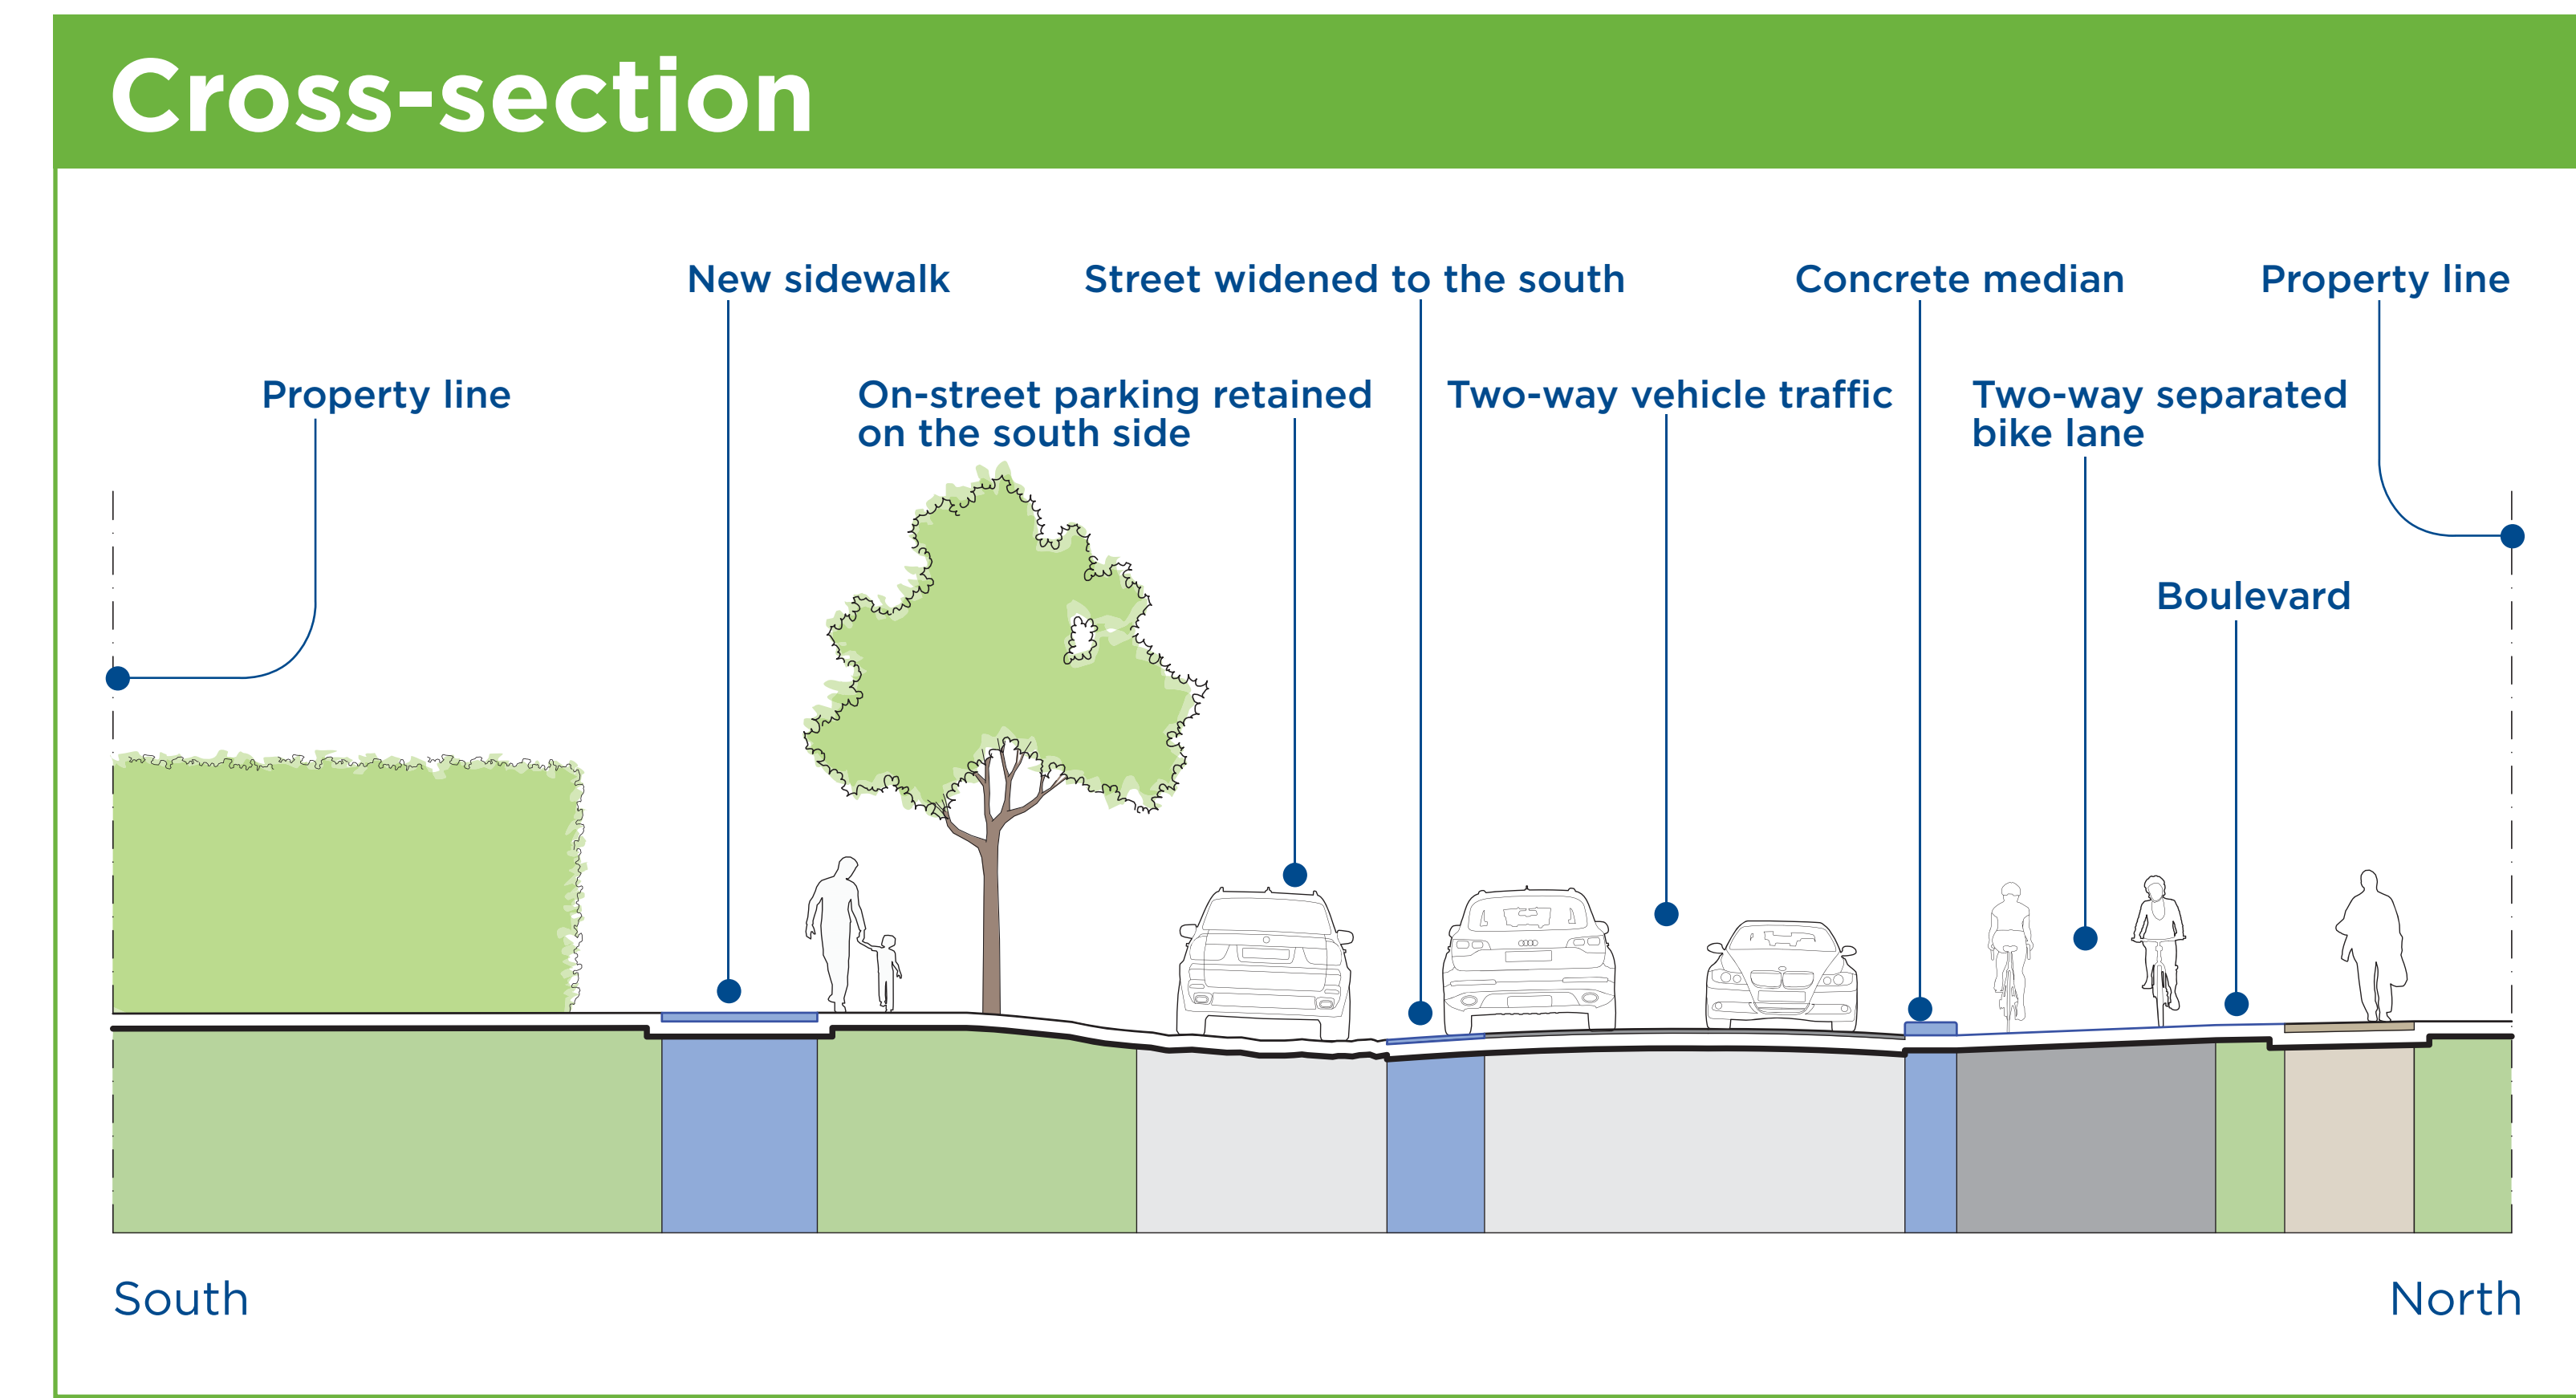 Cross-section
New sidewalk
Street widened to the south
Concrete median
Property line
Property line
On-street parking retained
on the south side
Two-way vehicle traffic
Two-way separated
bike lane
Boulevard
South
North